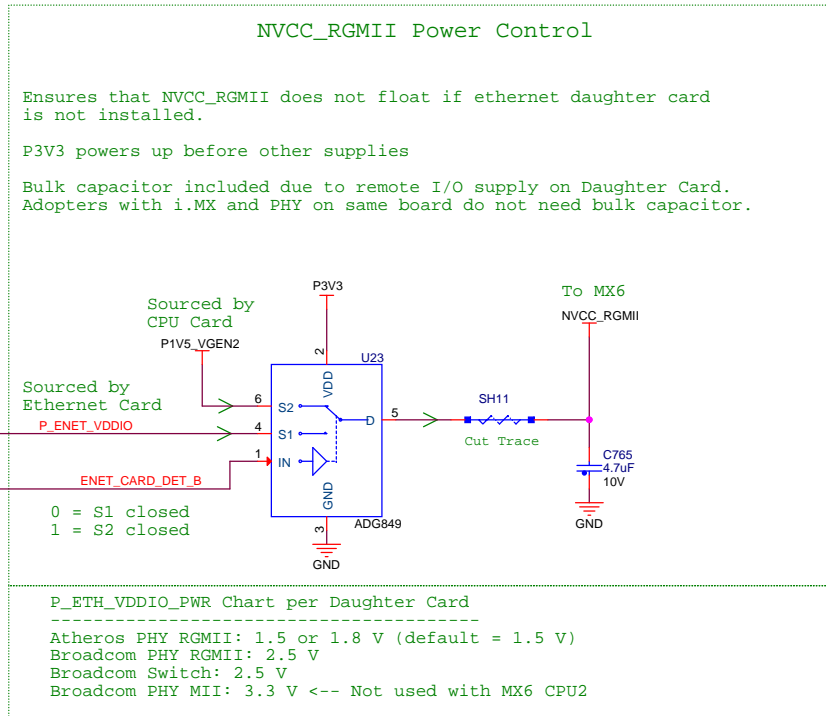 NVCC_RGMII Power Control
Ensures that NVCC_RGMII does not float if ethernet daughter card
is not installed.
P3V3 powers up before other supplies
Bulk capacitor included due to remote I/O supply on Daughter Card.
Adopters with i.MX and PHY on same board do not need bulk capacitor.
Sourced by
CPU Card
P1V5_VGEN2
P3V3
To MX6
NVCC_RGMII
Sourced by
Ethernet Card
P_ENET_VDDIO
ENET_CARD_DET_B
0 = S1 closed
1 = S2 closed
6
4
1
2
U23
VDD
S2
S1
IN
D
GND
5
3
ADG849
GND
SH11
Cut Trace
C765
4.7uF
10V
GND
P_ETH_VDDIO_PWR Chart per Daughter Card
----------------------------------------
Atheros PHY RGMII: 1.5 or 1.8 V (default = 1.5 V)
Broadcom PHY RGMII: 2.5 V
Broadcom Switch: 2.5 V
Broadcom PHY MII: 3.3 V <-- Not used with MX6 CPU2